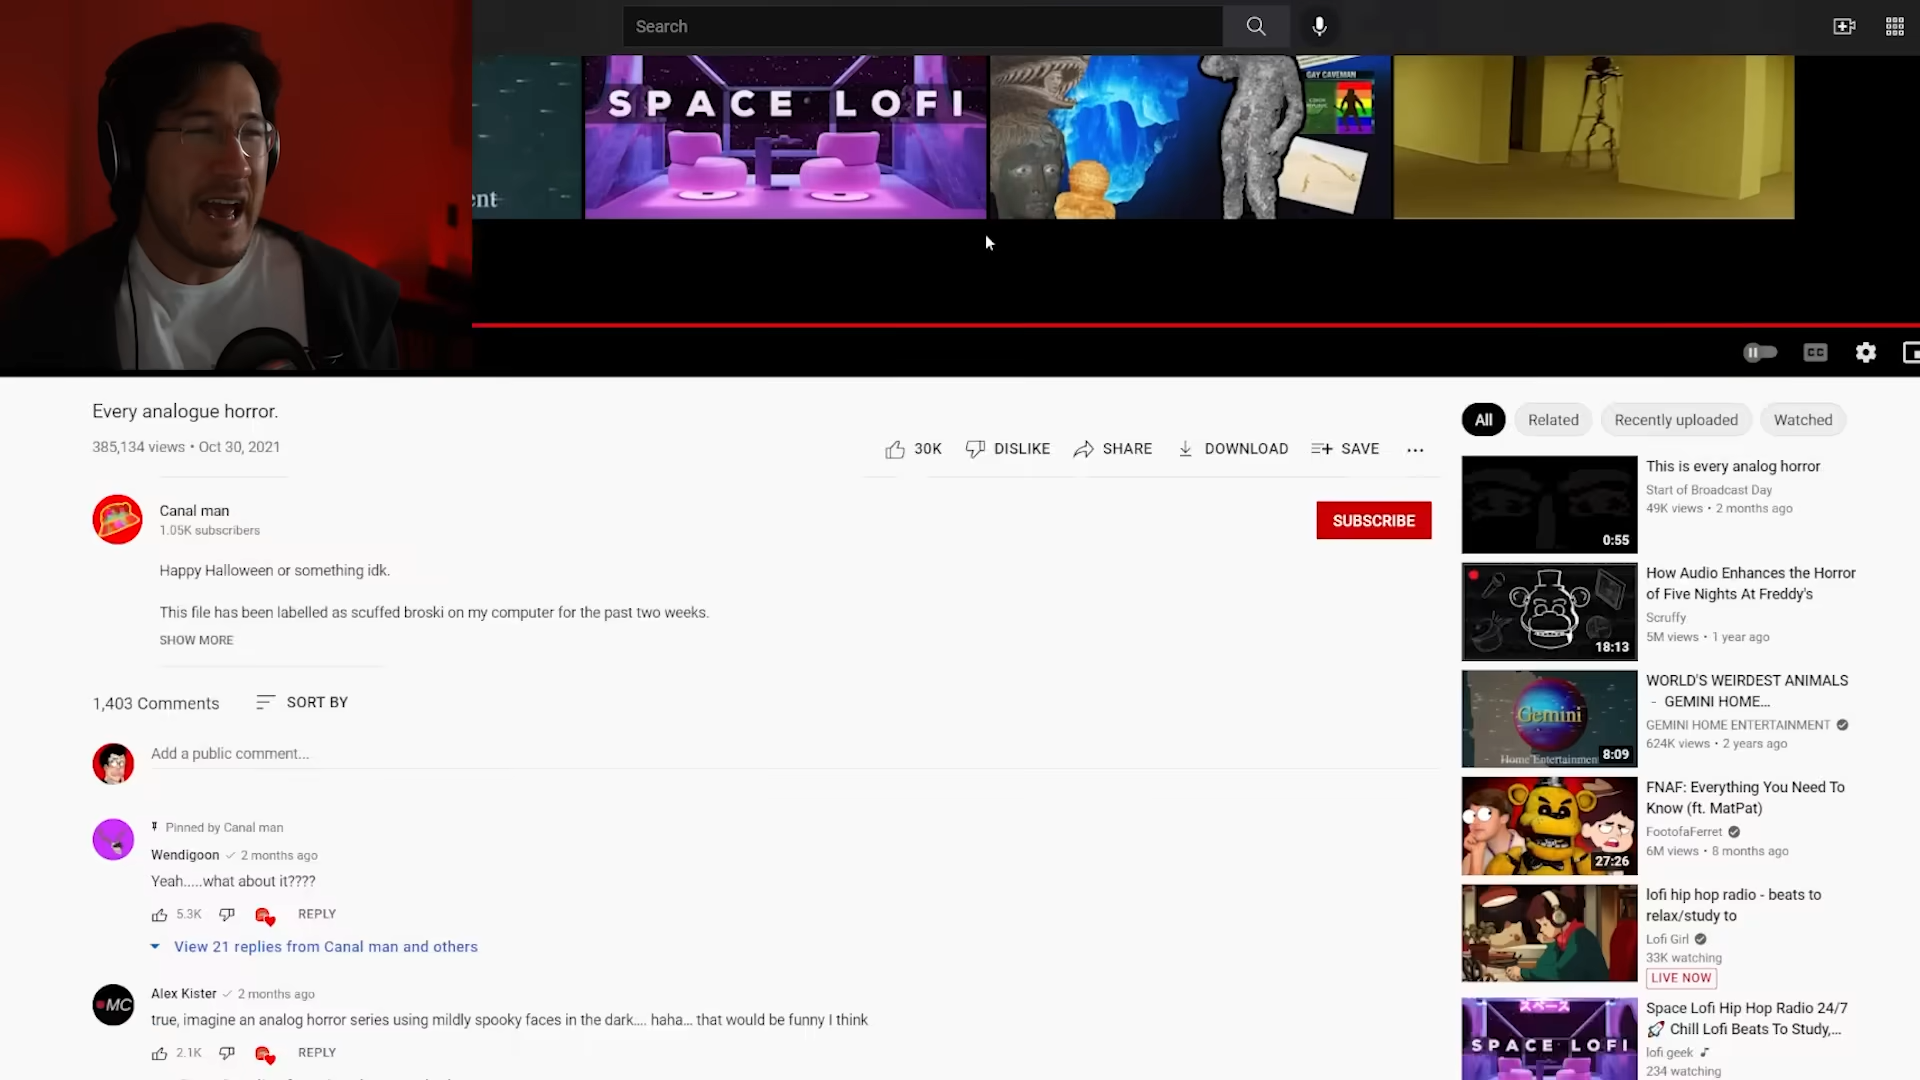 Search
GAY CAVEMAN
ent
SPACE LOFI
CC
Every analogue horror.
385,134 views • Oct 30, 2021
30K
DISLIKE
SHARE
DOWNLOAD
SAVE
Canal man
1.05K subscribers
SUBSCRIBE
Happy Halloween or something idk.
This file has been labelled as scuffed broski on my computer for the past two weeks.
SHOW MORE
1,403 Comments
SORT BY
Add a public comment...
Pinned by Canal man
Wendigoon
2 months ago
Yeah.....what about it????
5.3K
REPLY
View 21 replies from Canal man and others
MC
Alex Kister
2 months ago
true, imagine an analog horror series using mildly spooky faces in the dark.... haha... that would be funny I think
2.1K
REPLY
All
Related
Recently uploaded
Watched
0:55
This is every analog horror
Start of Broadcast Day
49K views • 2 months ago
18:13
How Audio Enhances the Horror
of Five Nights At Freddy's
Scruffy
5M views • 1 year ago
Gemini
Home Entertainmen
8:09
WORLD'S WEIRDEST ANIMALS
- GEMINI HOME...
GEMINI HOME ENTERTAINMENT
624K views • 2 years ago
27:26
FNAF: Everything You Need To
Know (ft. MatPat)
FootofaFerret
6M views • 8 months ago
lofi hip hop radio - beats to
relax/study to
Lofi Girl
33K watching
LIVE NOW
スペース
SPACE LOFI
Space Lofi Hip Hop Radio 24/7
🚀 Chill Lofi Beats To Study,...
lofi geek
234 watching